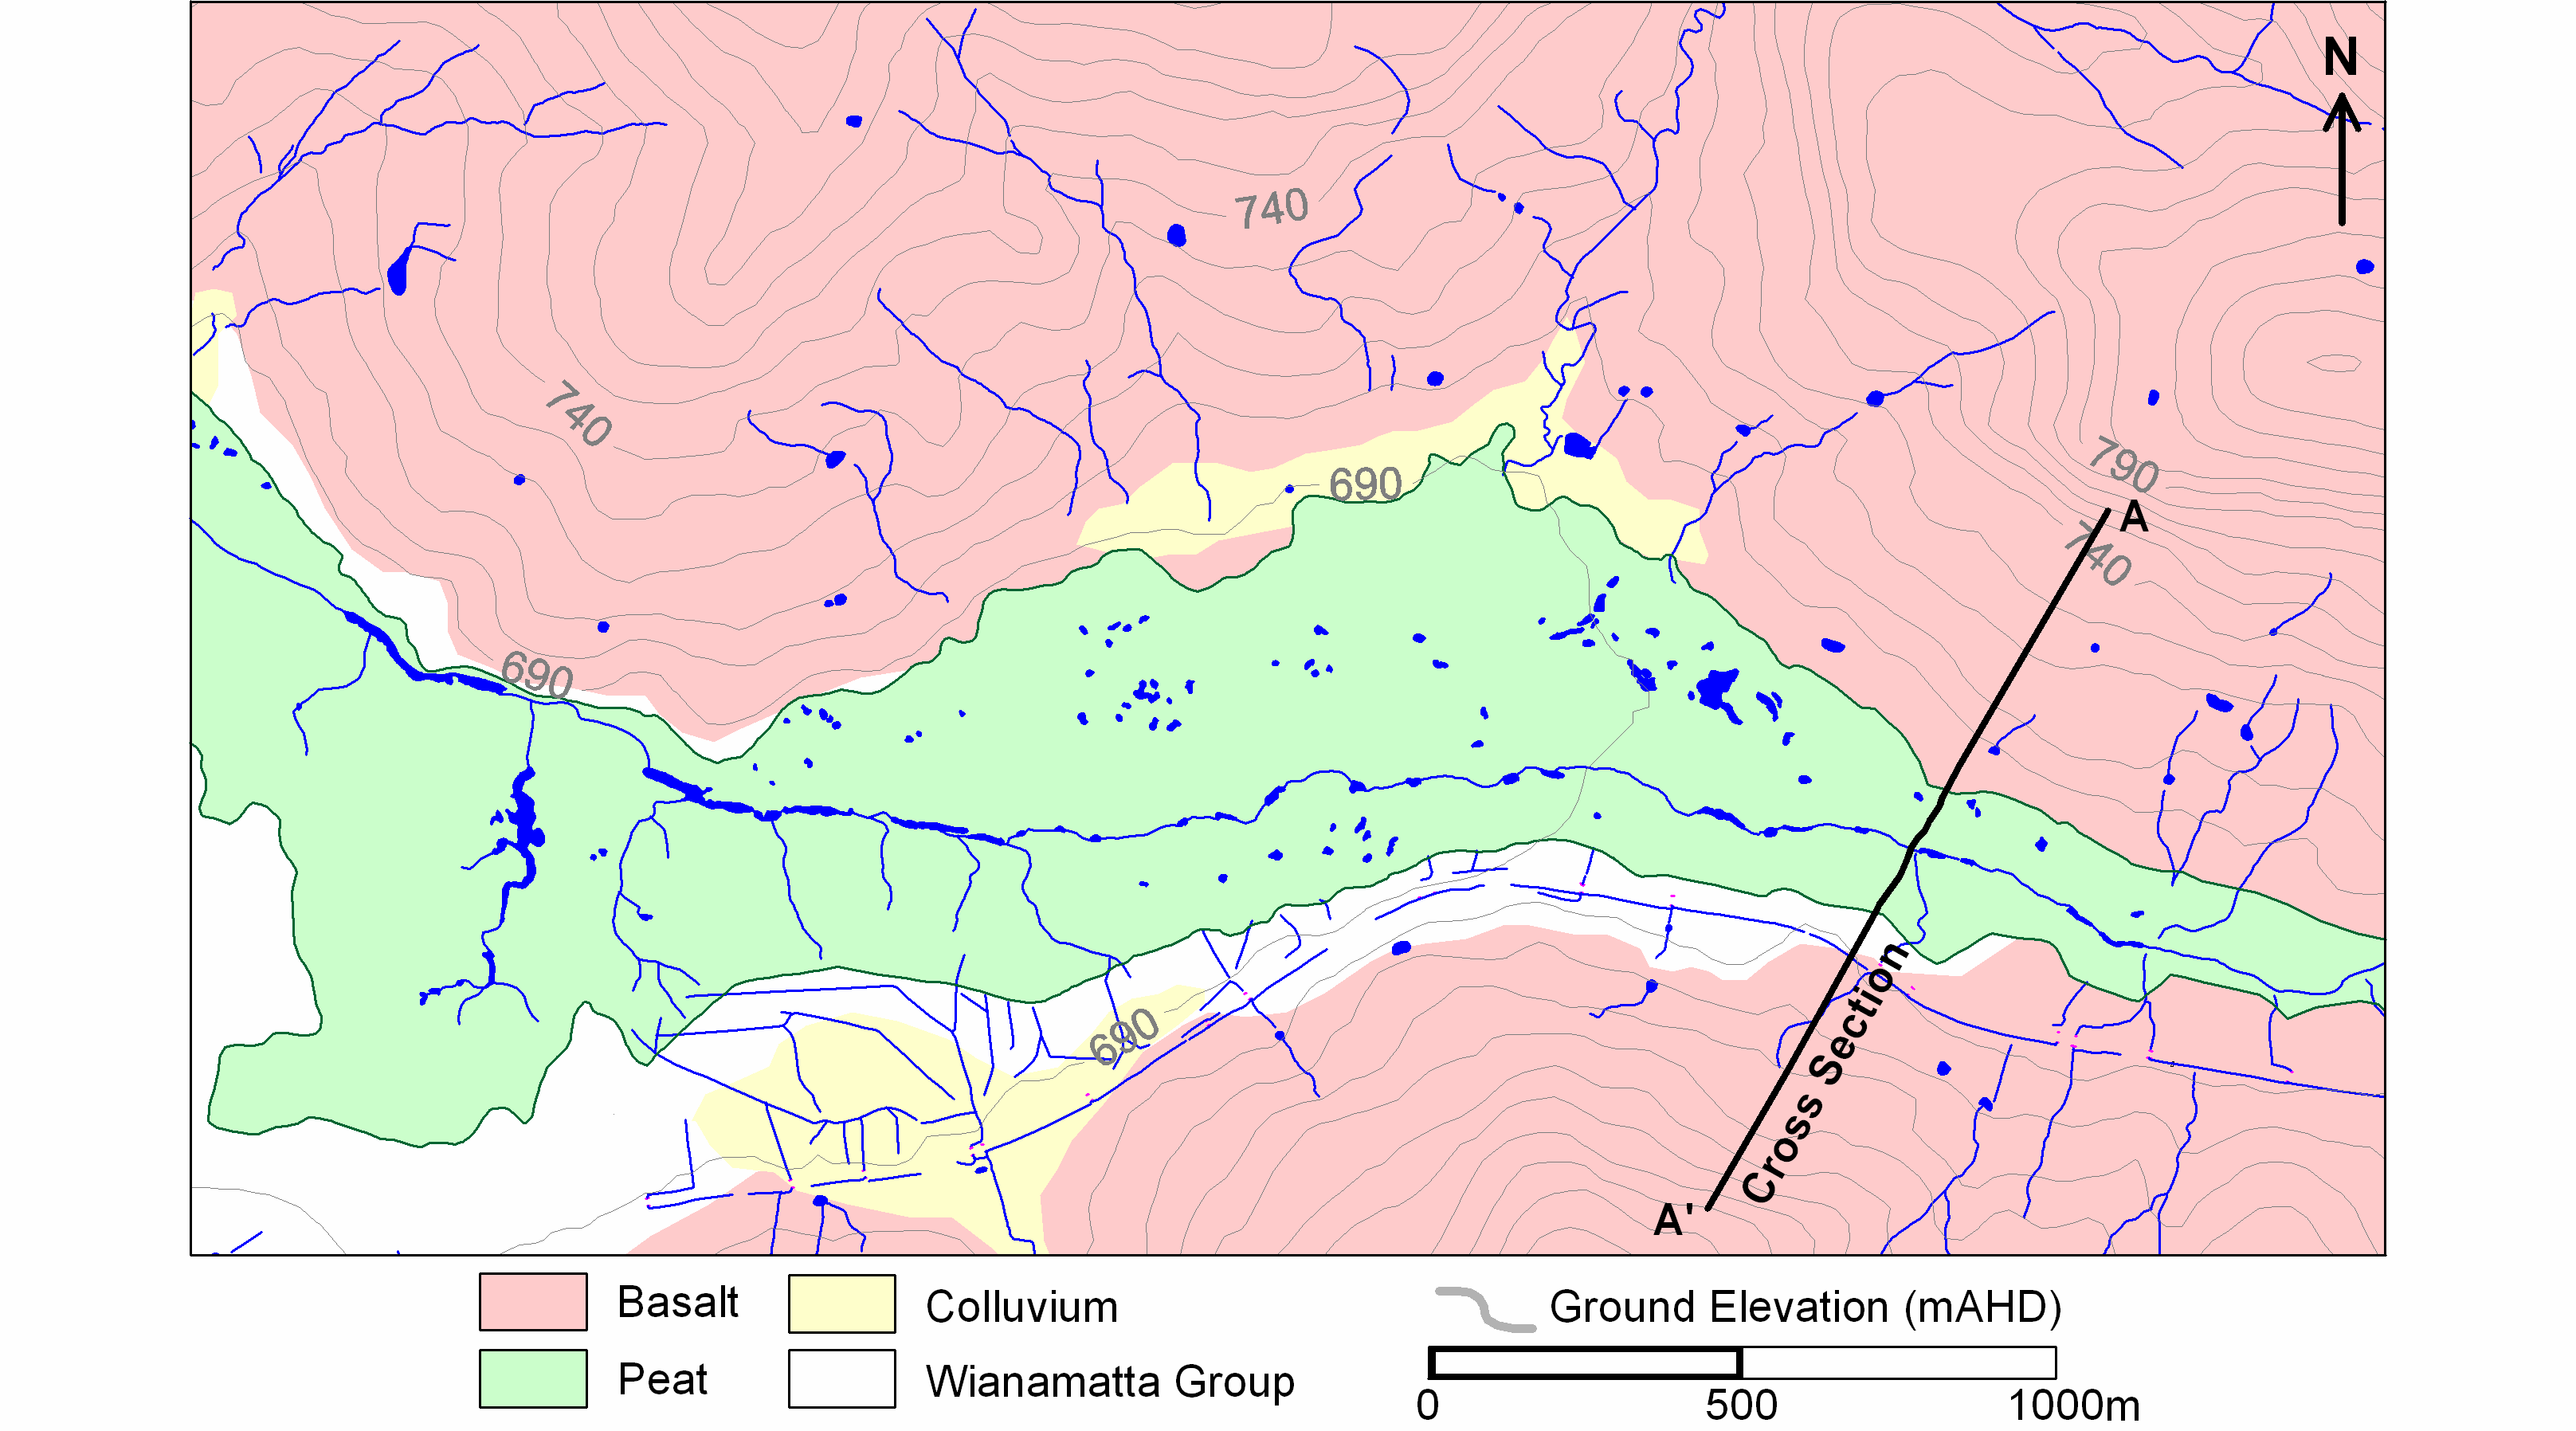 N
740
740
690
790
A
740
690
Cross Section
690
A'
Basalt
Colluvium
Ground Elevation (mAHD)
Peat
Wianamatta Group
0 500 1000m